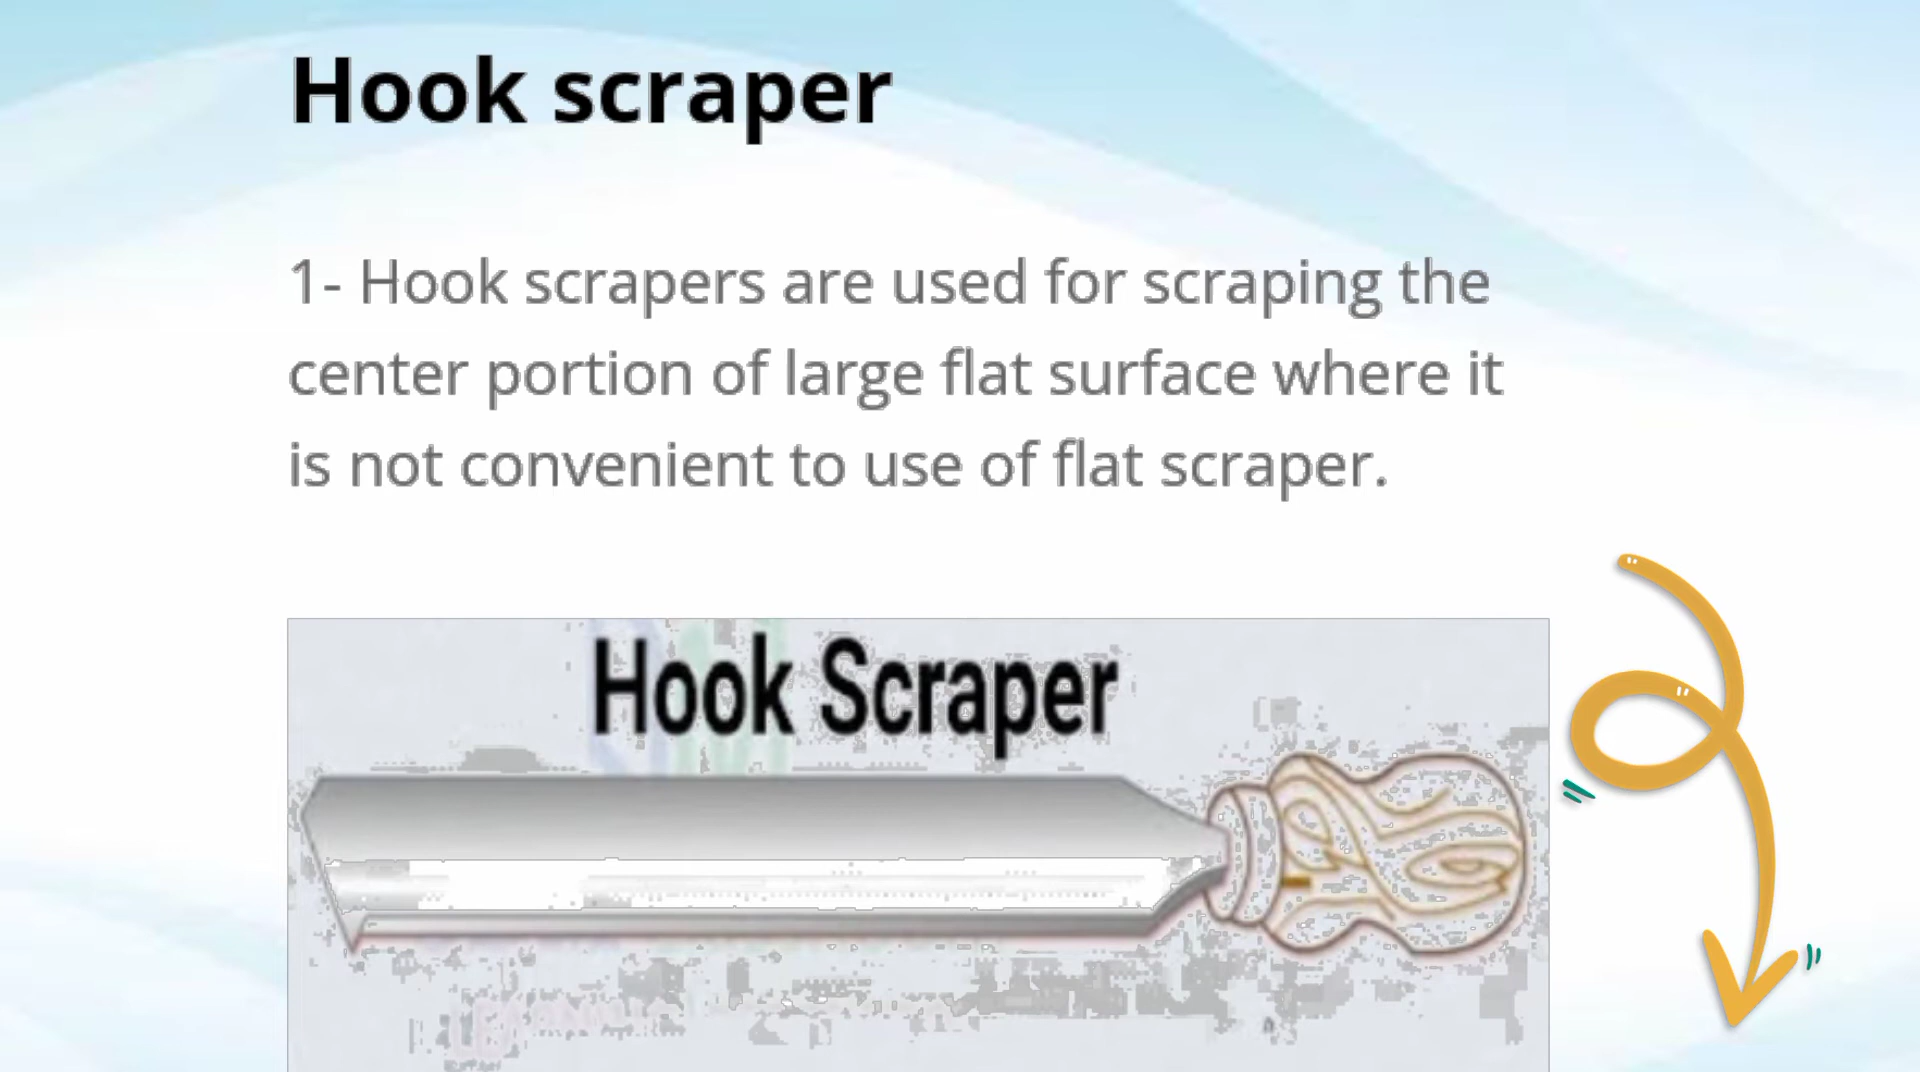 Hook scraper
1- Hook scrapers are used for scraping the
center portion of large flat surface where it
is not convenient to use of flat scraper.
Hook Scraper